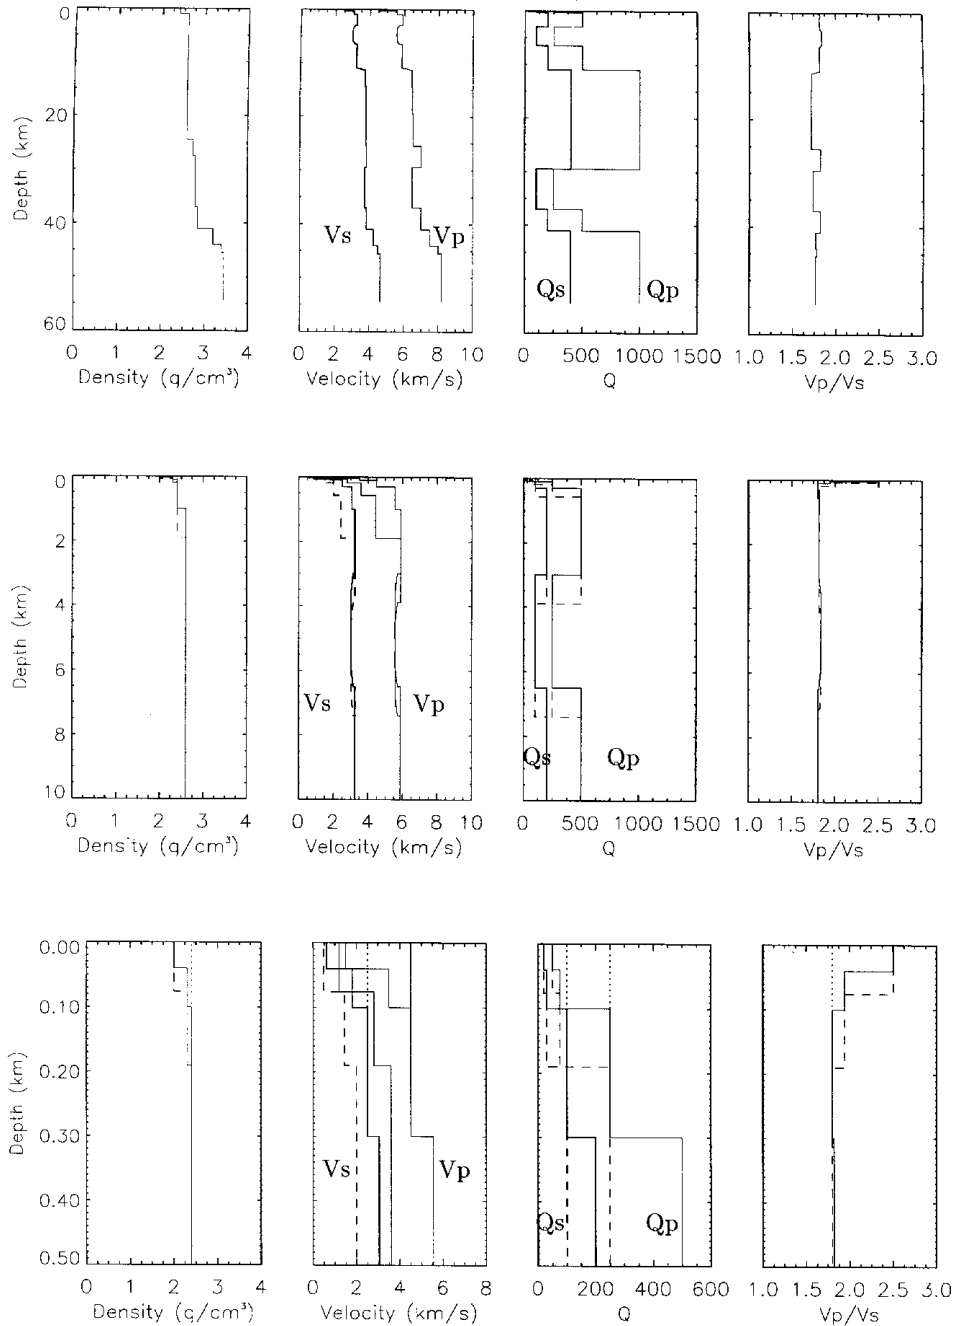 0
20
40
60
Depth (km)
0 1 2 3 4
Density (g/cm³)
Vs
Vp
0 2 4 6 8 10
Velocity (km/s)
Qs
Qp
0 500 1000 1500
Q
1.0 1.5 2.0 2.5 3.0
Vp/Vs
0
2
4
6
8
10
Depth (km)
0 1 2 3 4
Density (g/cm³)
Vs
Vp
0 2 4 6 8 10
Velocity (km/s)
Qs
Qp
0 500 1000 1500
Q
1.0 1.5 2.0 2.5 3.0
Vp/Vs
0.00
0.10
0.20
0.30
0.40
0.50
Depth (km)
0 1 2 3 4
Density (g/cm³)
Vs
Vp
0 2 4 6 8
Velocity (km/s)
Qs
Qp
0 200 400 600
Q
1.0 1.5 2.0 2.5 3.0
Vp/Vs